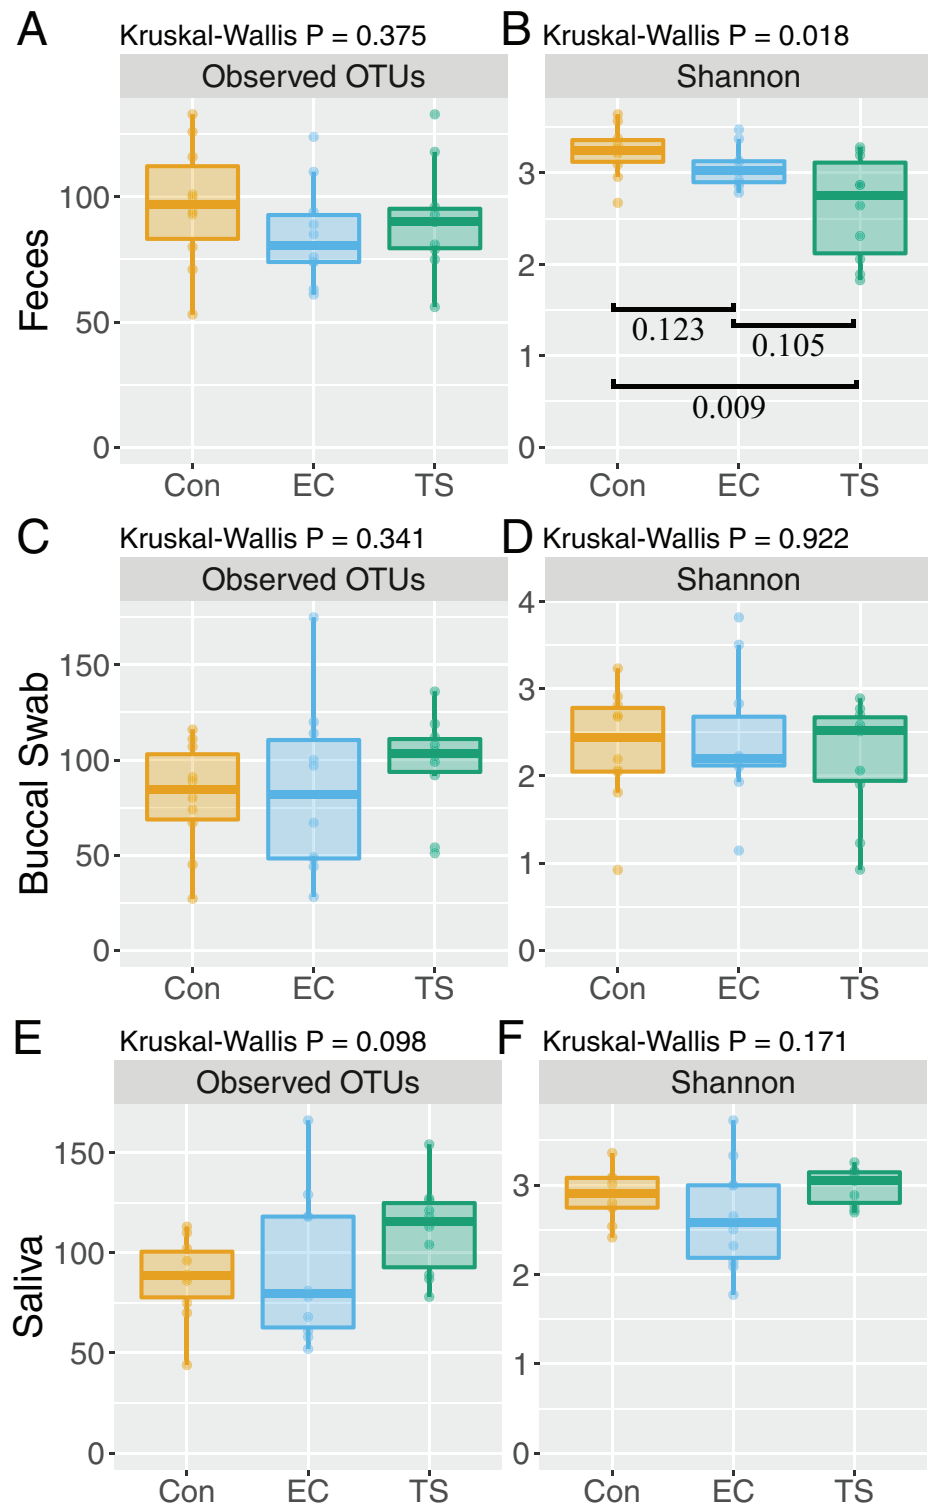 A
Kruskal-Wallis P = 0.375
Observed OTUs
Feces
100
50
0
Con EC TS
B
Kruskal-Wallis P = 0.018
Shannon
3
2
1
0
0.123
0.105
0.009
Con EC TS
C
Kruskal-Wallis P = 0.341
Observed OTUs
Buccal Swab
150
100
50
0
Con EC TS
D
Kruskal-Wallis P = 0.922
Shannon
4
3
2
1
0
Con EC TS
E
Kruskal-Wallis P = 0.098
Observed OTUs
Saliva
150
100
50
0
Con EC TS
F
Kruskal-Wallis P = 0.171
Shannon
3
2
1
0
Con EC TS